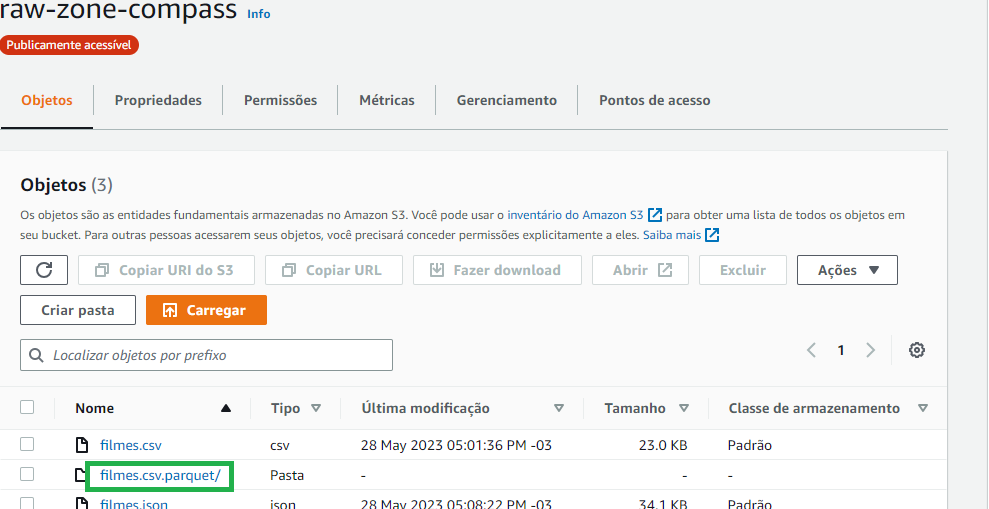 raw-zone-compass Info
Publicamente acessível
Objetos Propriedades Permissões Métricas Gerenciamento Pontos de acesso
Objetos (3)
Os objetos são as entidades fundamentais armazenadas no Amazon S3. Você pode usar o inventário do Amazon S3 para obter uma lista de todos os objetos em
seu bucket. Para outras pessoas acessarem seus objetos, você precisará conceder permissões explicitamente a eles. Saiba mais
Copiar URI do S3 Copiar URL Fazer download Abrir Excluir Ações
Criar pasta Carregar
Localizar objetos por prefixo 1
Nome Tipo Última modificação Tamanho Classe de armazenamento
filmes.csv csv 28 May 2023 05:01:36 PM -03 23.0 KB Padrão
filmes.csv.parquet/ Pasta - - -
filmes.json json 28 May 2023 05:08:22 PM -03 34.1 KB Padrão